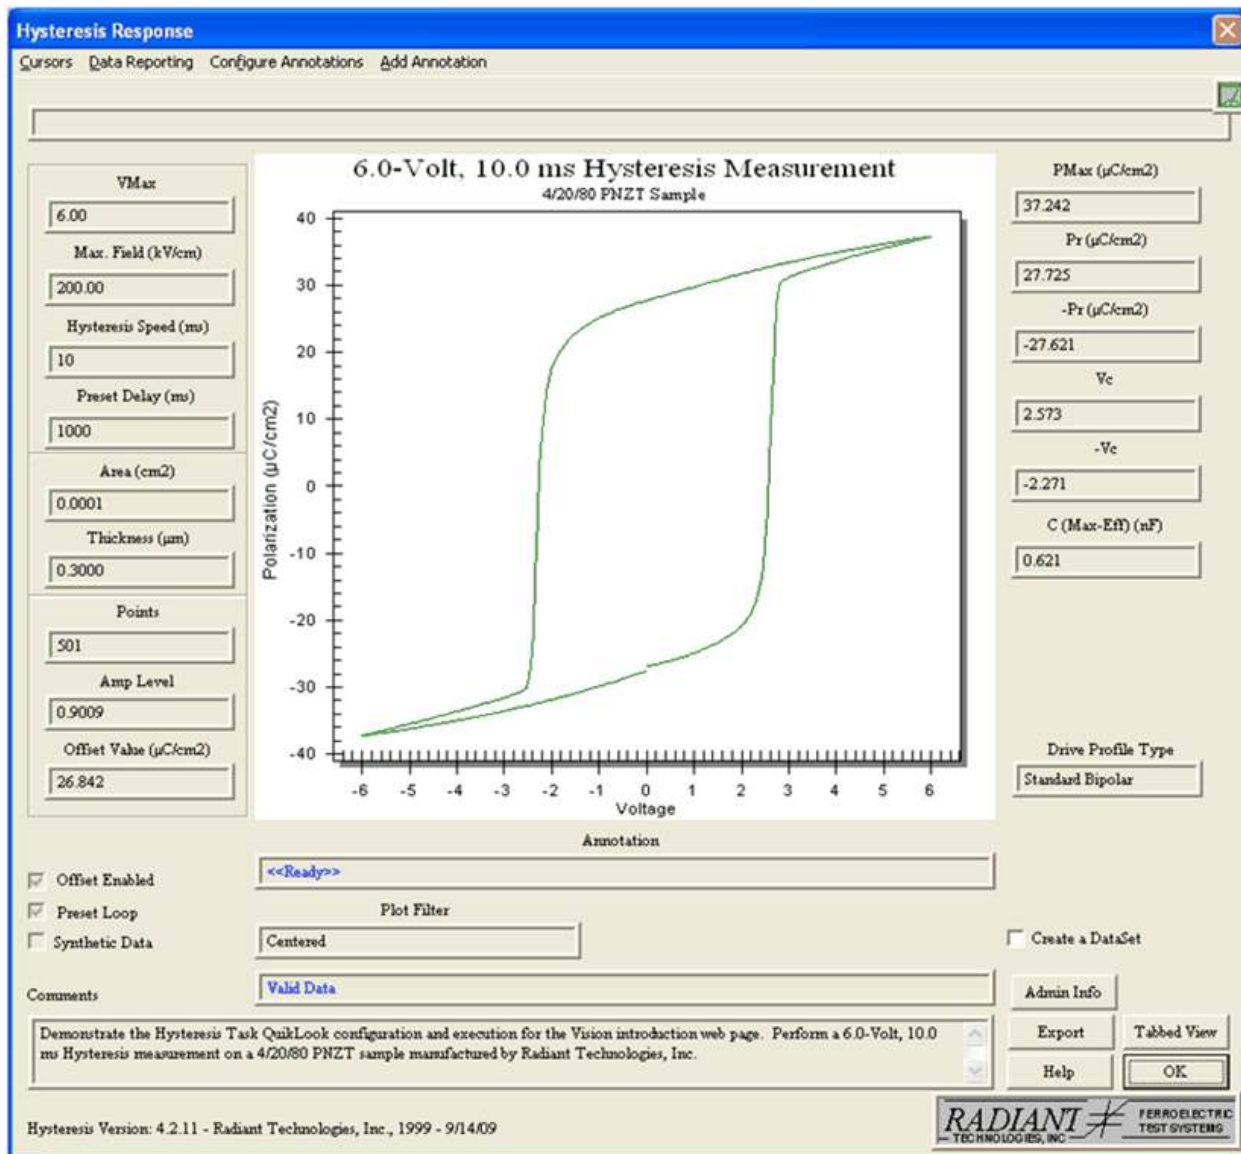 Hysteresis Response
Cursors Data Reporting Configure Annotations Add Annotation
VMax
6.00
Max. Field (kV/cm)
200.00
Hysteresis Speed (ms)
10
Preset Delay (ms)
1000
Area (cm2)
0.0001
Thickness (µm)
0.3000
Points
501
Amp Level
0.9009
Offset Value (µC/cm2)
26.842
6.0-Volt, 10.0 ms Hysteresis Measurement
4/20/80 PNZT Sample
Polarization (µC/cm2)
40
30
20
10
0
-10
-20
-30
-40
-6 -5 -4 -3 -2 -1 0 1 2 3 4 5 6
Voltage
PMax (µC/cm2)
37.242
Pr (µC/cm2)
27.725
-Pr (µC/cm2)
-27.621
Vc
2.573
-Vc
-2.271
C (Max-Eff) (nF)
0.621
Drive Profile Type
Standard Bipolar
Annotation
<<Ready>>
Offset Enabled
Preset Loop
Synthetic Data
Plot Filter
Centered
Create a DataSet
Comments
Valid Data
Demonstrate the Hysteresis Task QuikLook configuration and execution for the Vision introduction web page. Perform a 6.0-Volt, 10.0
ms Hysteresis measurement on a 4/20/80 PNZT sample manufactured by Radiant Technologies, Inc.
Admin Info
Export Tabbed View
Help OK
Hysteresis Version: 4.2.11 - Radiant Technologies, Inc., 1999 - 9/14/09
RADIANT
TECHNOLOGIES, INC
FERROELECTRIC
TEST SYSTEMS